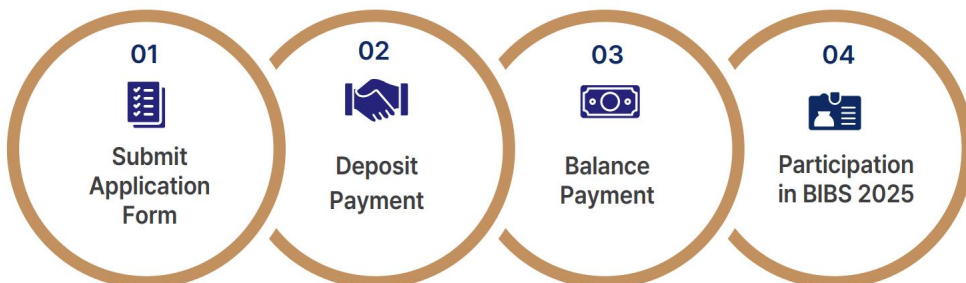 01
Submit
Application
Form
02
Deposit
Payment
03
Balance
Payment
04
Participation
in BIBS 2025